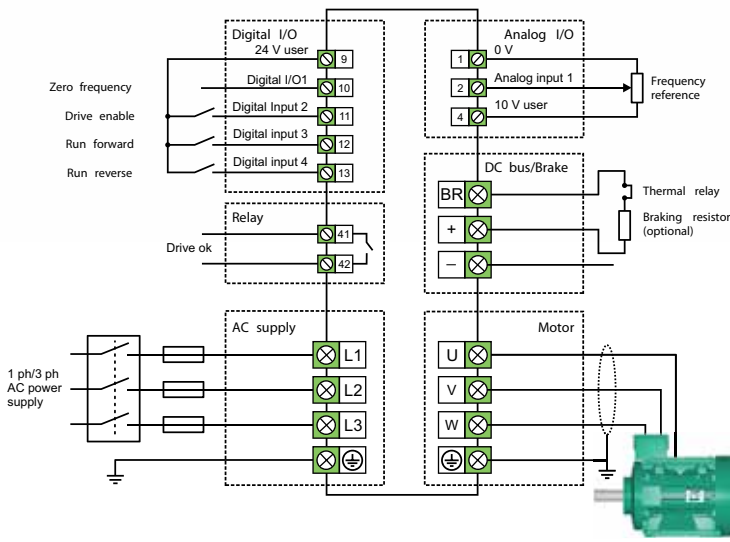 Digital I/O
24 V user
9
Zero frequency
Digital I/O1
10
Drive enable
Digital Input 2
11
Run forward
Digital input 3
12
Run reverse
Digital input 4
13
Relay
41
Drive ok
42
AC supply
1 ph/3 ph
AC power
supply
L1
L2
L3
Analog I/O
1
0 V
2
Analog input 1
4
10 V user
Frequency
reference
DC bus/Brake
BR
+
–
Thermal relay
Braking resistor
(optional)
Motor
U
V
W